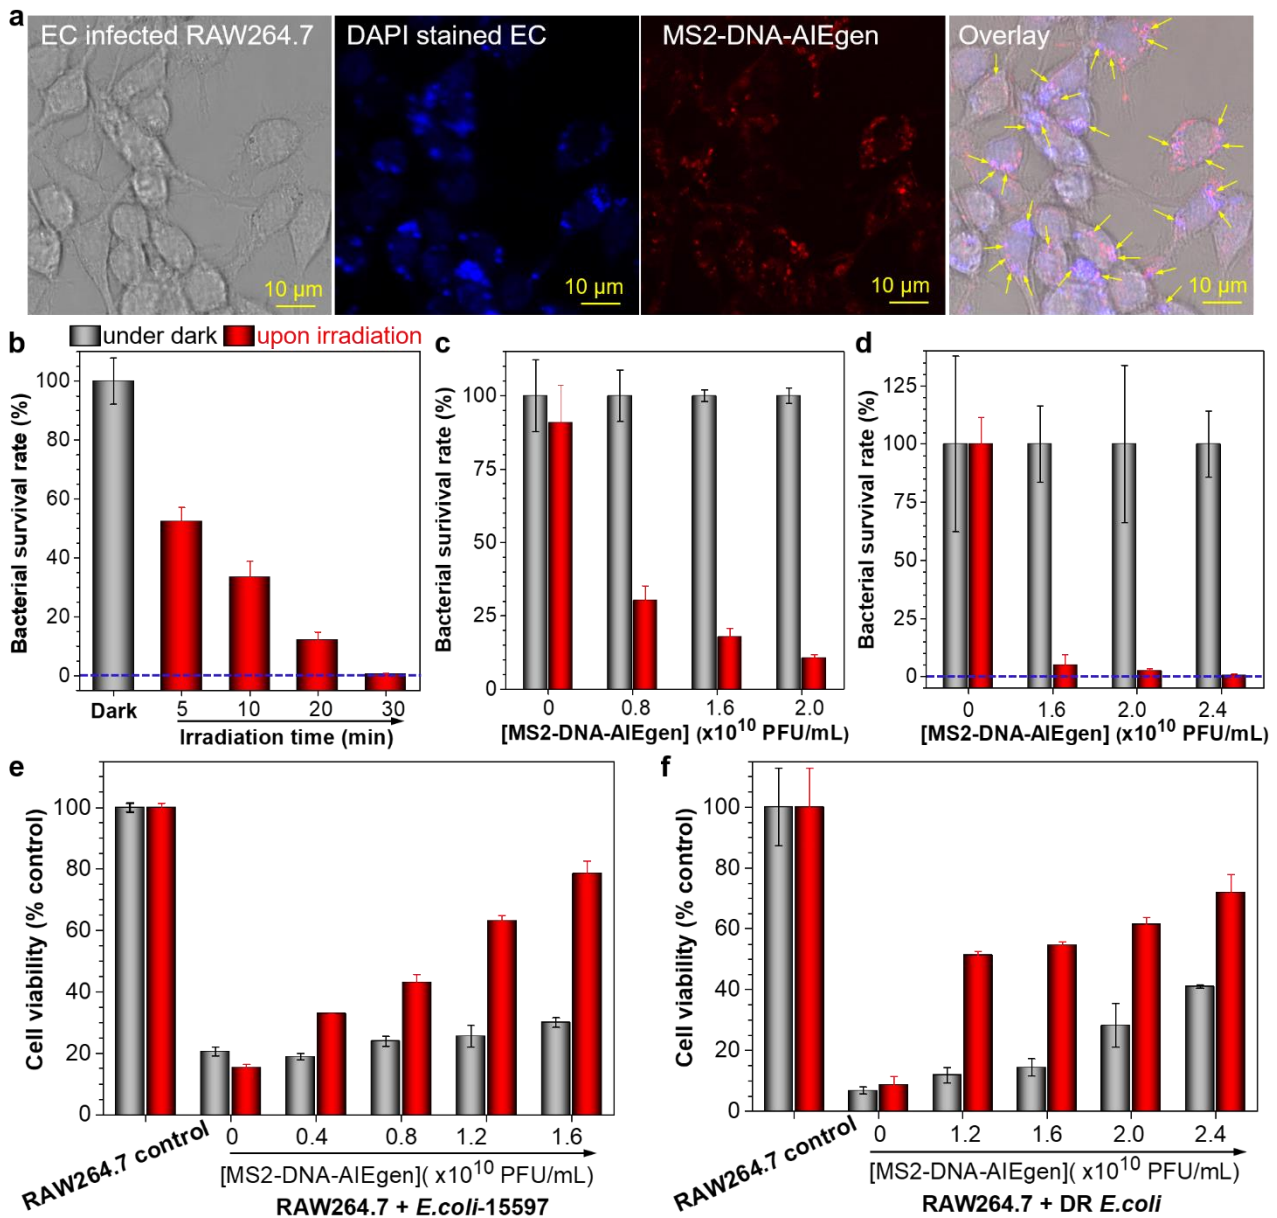 a
EC infected RAW264.7
DAPI stained EC
MS2-DNA-AIEgen
Overlay
10 µm
10 µm
10 µm
10 µm
under dark
upon irradiation
b
Bacterial survival rate (%)
100
80
60
40
20
0
Dark
5
10
20
30
Irradiation time (min)
c
Bacterial surival rate (%)
100
75
50
25
0
0
0.8
1.6
2.0
[MS2-DNA-AIEgen] (x10¹⁰ PFU/mL)
d
Bacterial survival rate (%)
125
100
75
50
25
0
0
1.6
2.0
2.4
[MS2-DNA-AIEgen] (x10¹⁰ PFU/mL)
e
Cell viability (% control)
100
80
60
40
20
0
RAW264.7 control
0
0.4
0.8
1.2
1.6
[MS2-DNA-AIEgen]( x10¹⁰ PFU/mL)
RAW264.7 + E.coli-15597
f
Cell viability (% control)
100
80
60
40
20
0
RAW264.7 control
0
1.2
1.6
2.0
2.4
[MS2-DNA-AIEgen]( x10¹⁰ PFU/mL)
RAW264.7 + DR E.coli